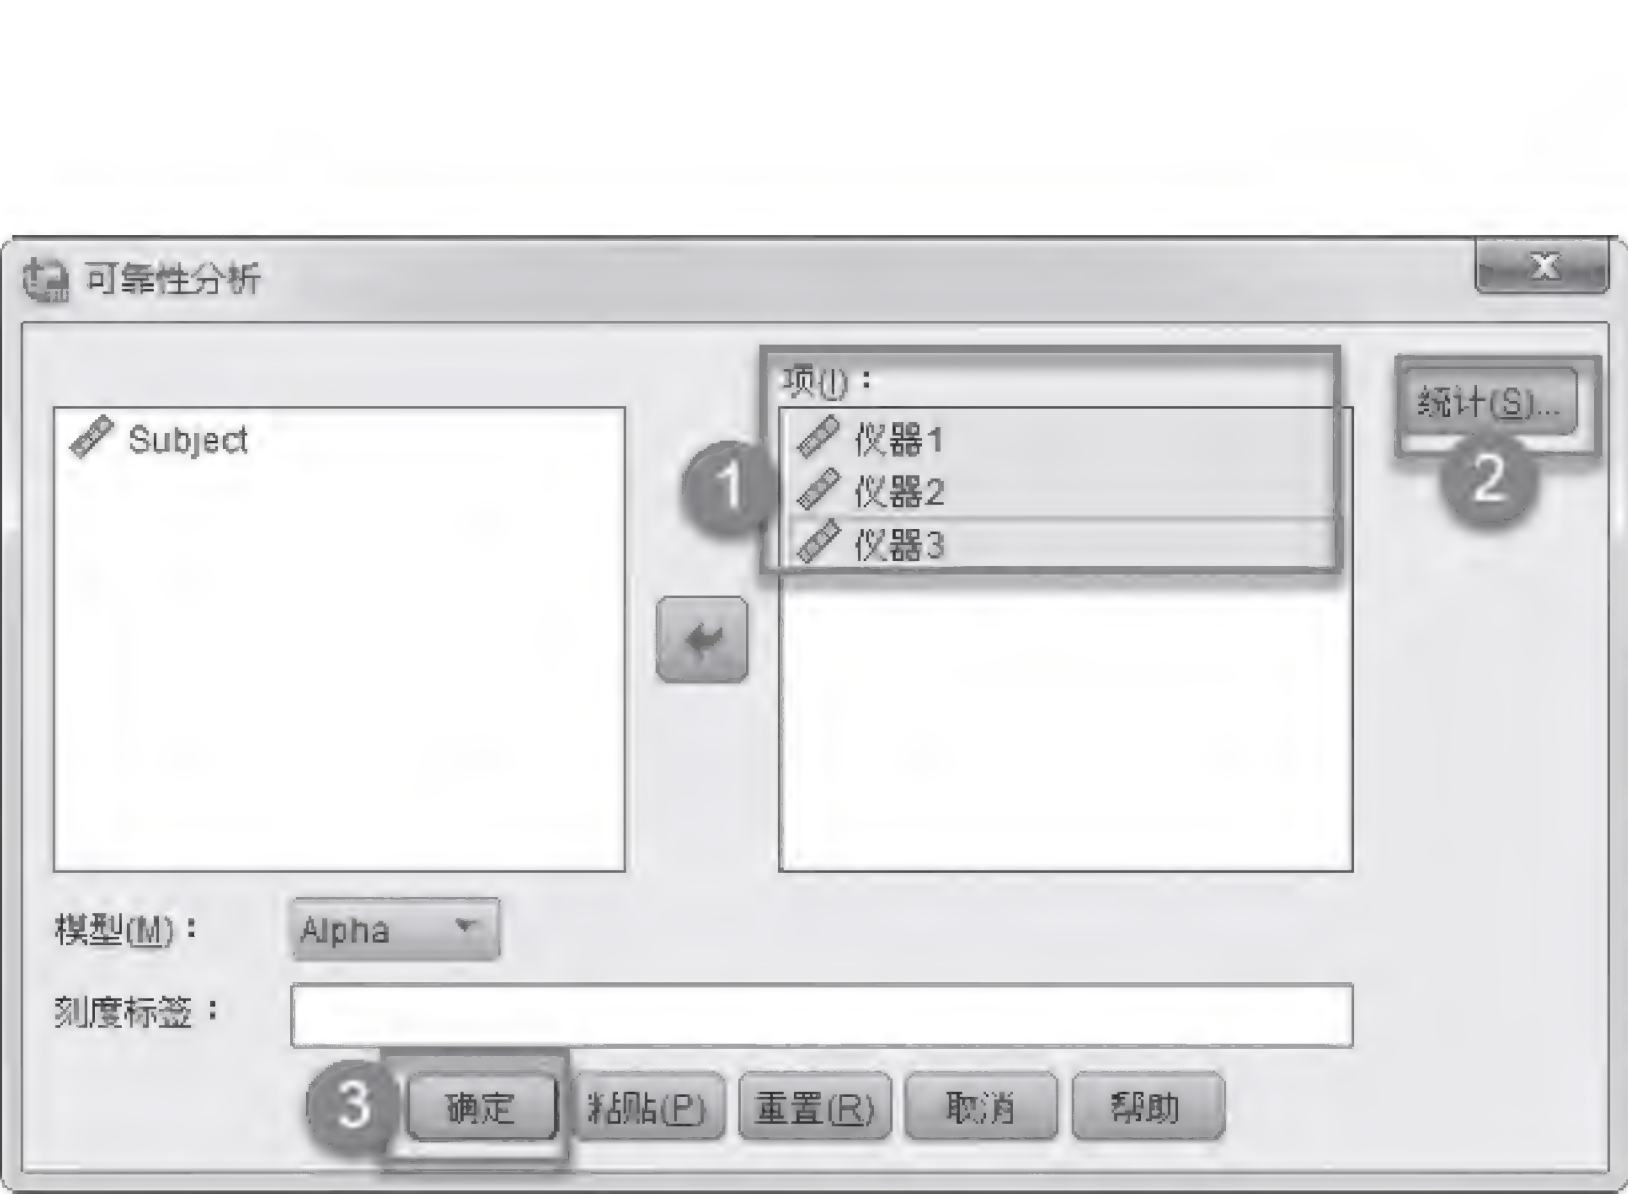 可靠性分析
项(I)：
统计(S)...
Subject
仪器1
仪器2
仪器3
1
2
模型(M)：
Alpha
刻度标签：
3
确定
粘贴(P)
重置(R)
取消
帮助